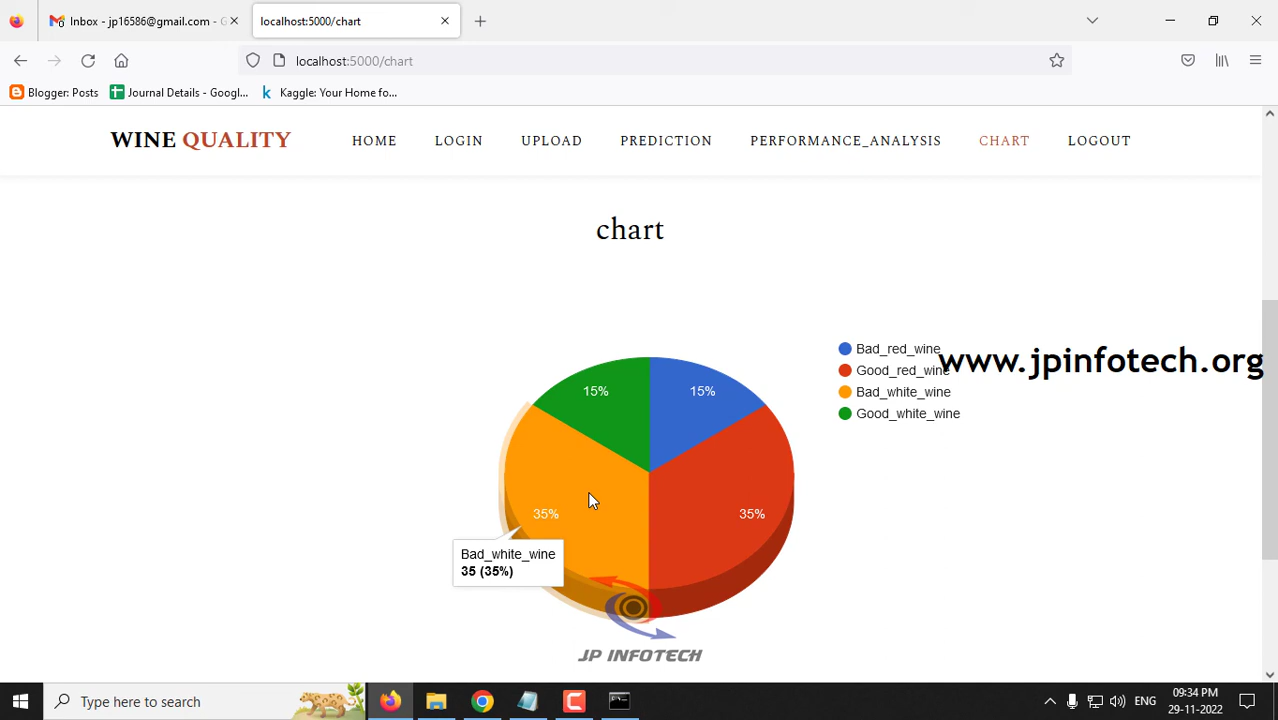 Inbox - jp16586@gmail.com - G
localhost:5000/chart
localhost:5000/chart
Blogger: Posts
Journal Details - Googl...
Kaggle: Your Home fo...
WINE QUALITY
HOME
LOGIN
UPLOAD
PREDICTION
PERFORMANCE_ANALYSIS
CHART
LOGOUT
chart
Bad_red_wine
Good_red_wine
Bad_white_wine
Good_white_wine
www.jpinfotech.org
15%
15%
35%
35%
Bad_white_wine
35 (35%)
JP INFOTECH
Type here to search
ENG
09:34 PM
29-11-2022